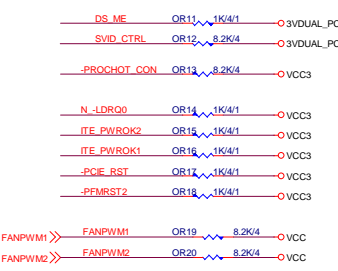 DS_ME OR11 1K/4/1 3VDUAL_PC
SVID_CTRL OR12 8.2K/4 3VDUAL_PC
-PROCHOT_CON OR13 8.2K/4 VCC3
N_-LDRQ0 OR14 1K/4/1 VCC3
ITE_PWROK2 OR15 1K/4/1 VCC3
ITE_PWROK1 OR16 1K/4/1 VCC3
-PCIE_RST OR17 1K/4/1 VCC3
-PFMRST2 OR18 1K/4/1 VCC3
FANPWM1 FANPWM1 OR19 8.2K/4 VCC
FANPWM2 FANPWM2 OR20 8.2K/4 VCC